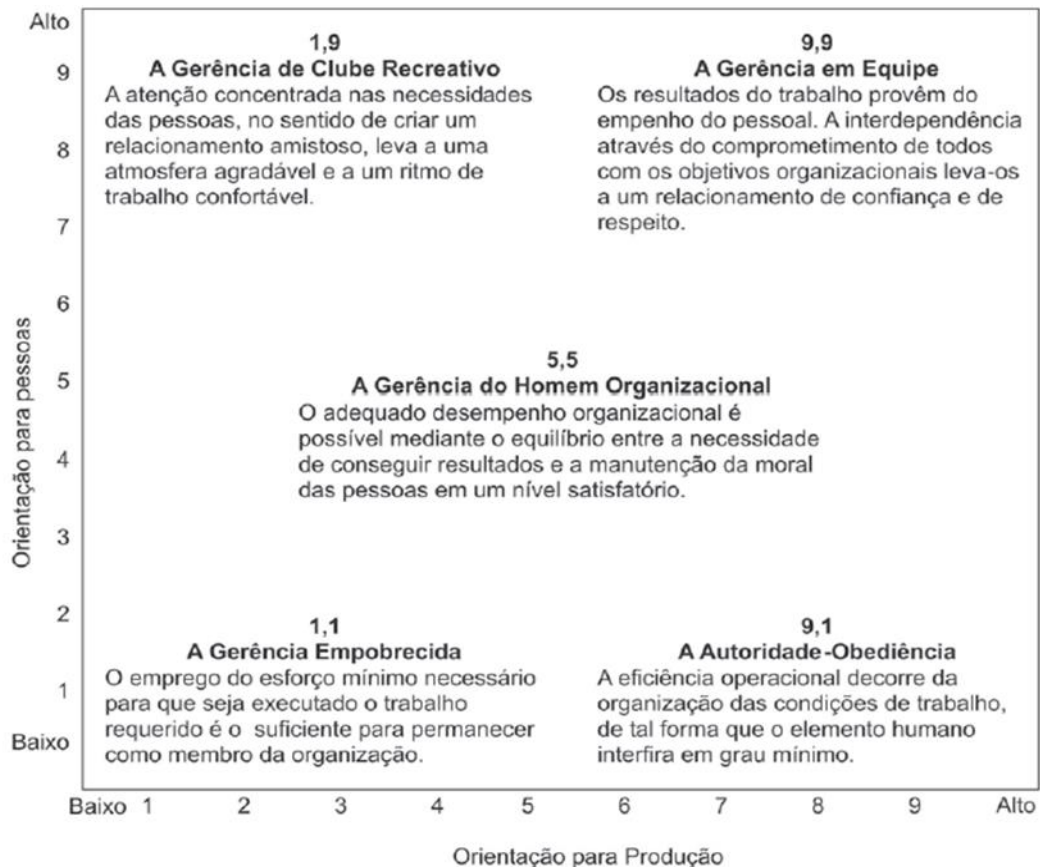 Alto
9
8
7
6
5
4
3
2
1
Baixo
Orientação para pessoas
1,9
A Gerência de Clube Recreativo
A atenção concentrada nas necessidades
das pessoas, no sentido de criar um
relacionamento amistoso, leva a uma
atmosfera agradável e a um ritmo de
trabalho confortável.
9,9
A Gerência em Equipe
Os resultados do trabalho provêm do
empenho do pessoal. A interdependência
através do comprometimento de todos
com os objetivos organizacionais leva-os
a um relacionamento de confiança e de
respeito.
5,5
A Gerência do Homem Organizacional
O adequado desempenho organizacional é
possível mediante o equilíbrio entre a necessidade
de conseguir resultados e a manutenção da moral
das pessoas em um nível satisfatório.
1,1
A Gerência Empobrecida
O emprego do esforço mínimo necessário
para que seja executado o trabalho
requerido é o suficiente para permanecer
como membro da organização.
9,1
A Autoridade-Obediência
A eficiência operacional decorre da
organização das condições de trabalho,
de tal forma que o elemento humano
interfira em grau mínimo.
Baixo 1 2 3 4 5 6 7 8 9 Alto
Orientação para Produção